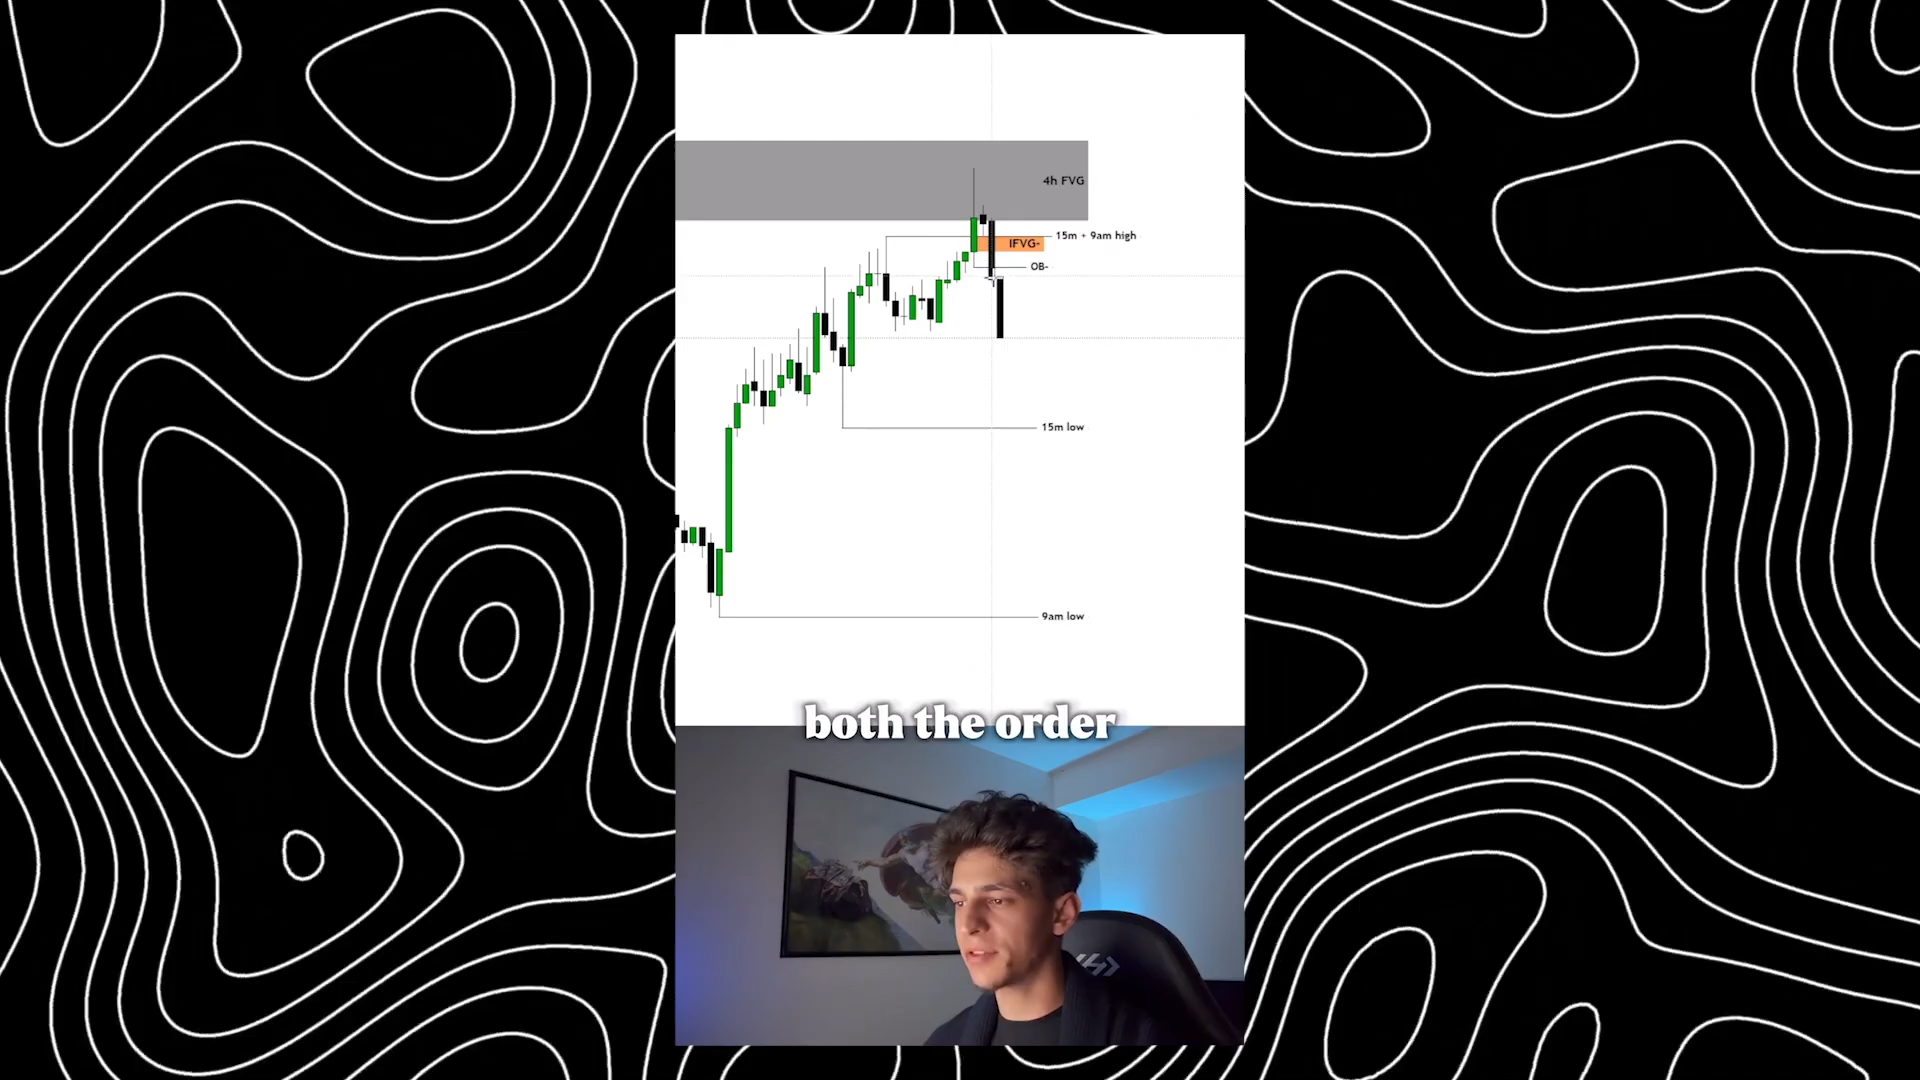 4h FVG
15m + 9am high
IFVG-
OB-
15m low
9am low
both the order